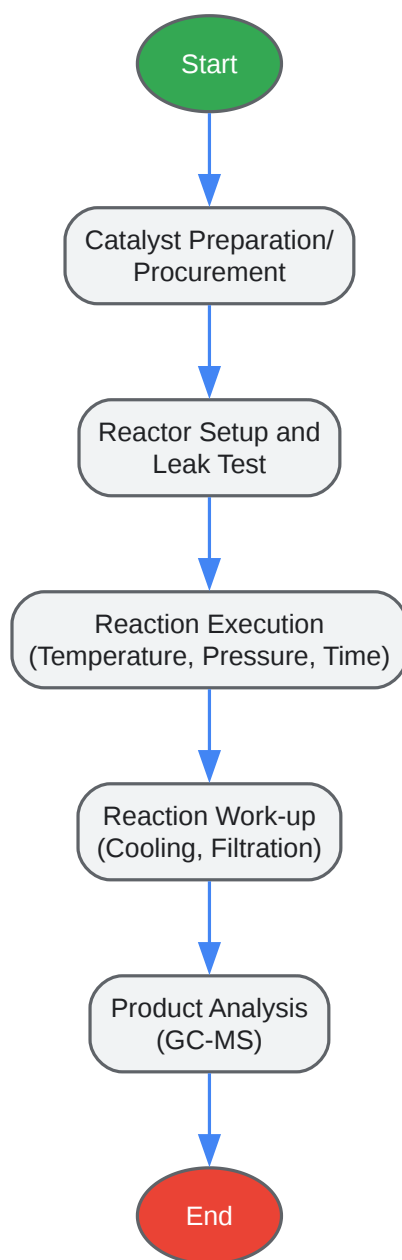 Start
Catalyst Preparation/
Procurement
Reactor Setup and
Leak Test
Reaction Execution
(Temperature, Pressure, Time)
Reaction Work-up
(Cooling, Filtration)
Product Analysis
(GC-MS)
End